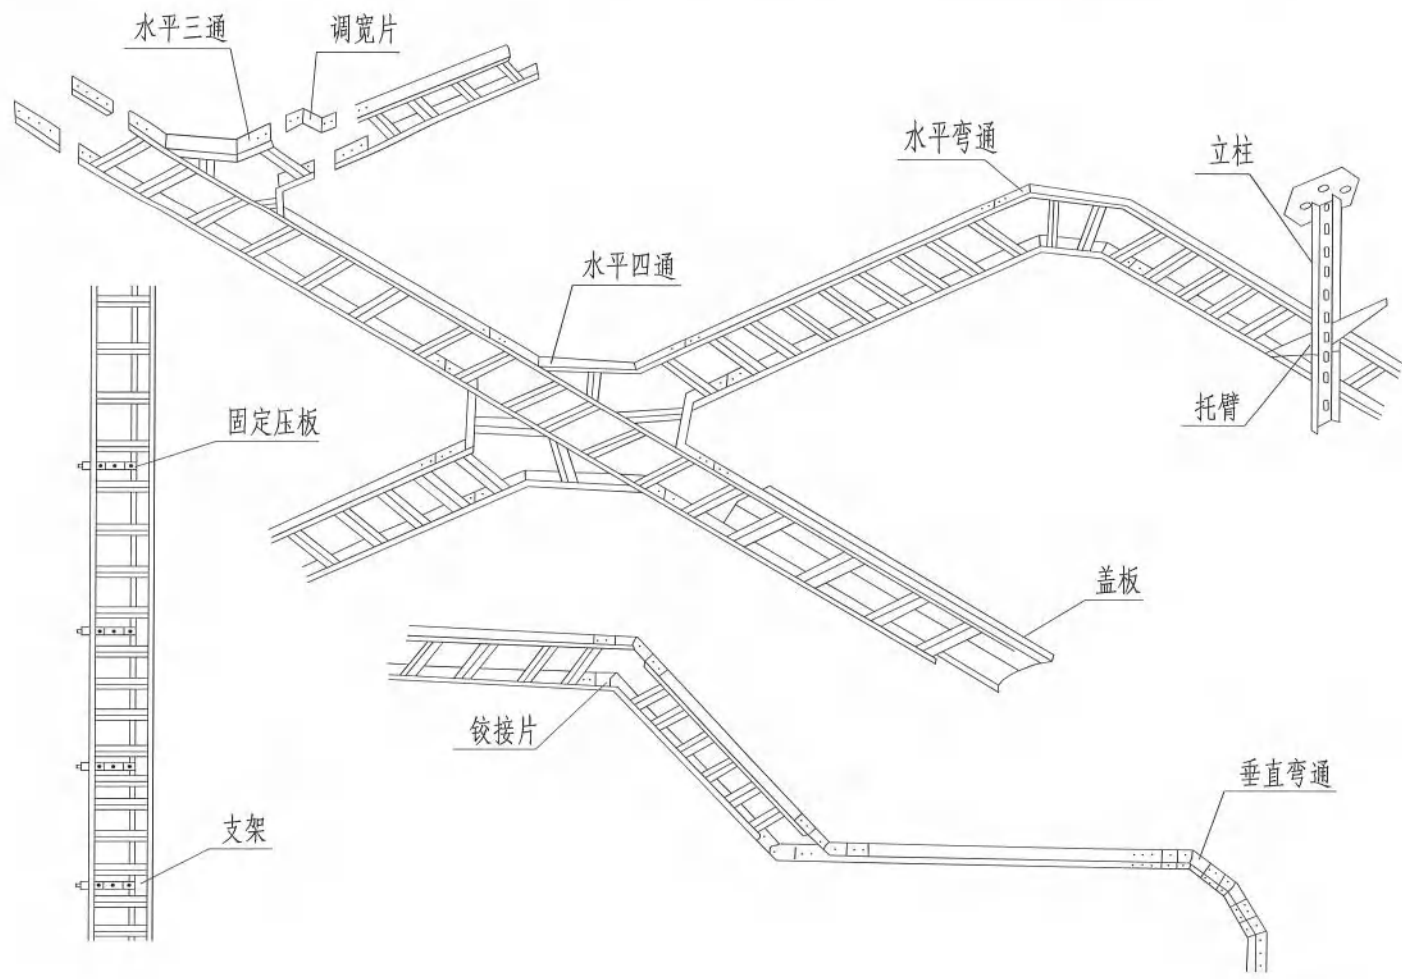 水平三通
调宽片
水平弯通
立柱
水平四通
固定压板
托臂
盖板
铰接片
垂直弯通
支架